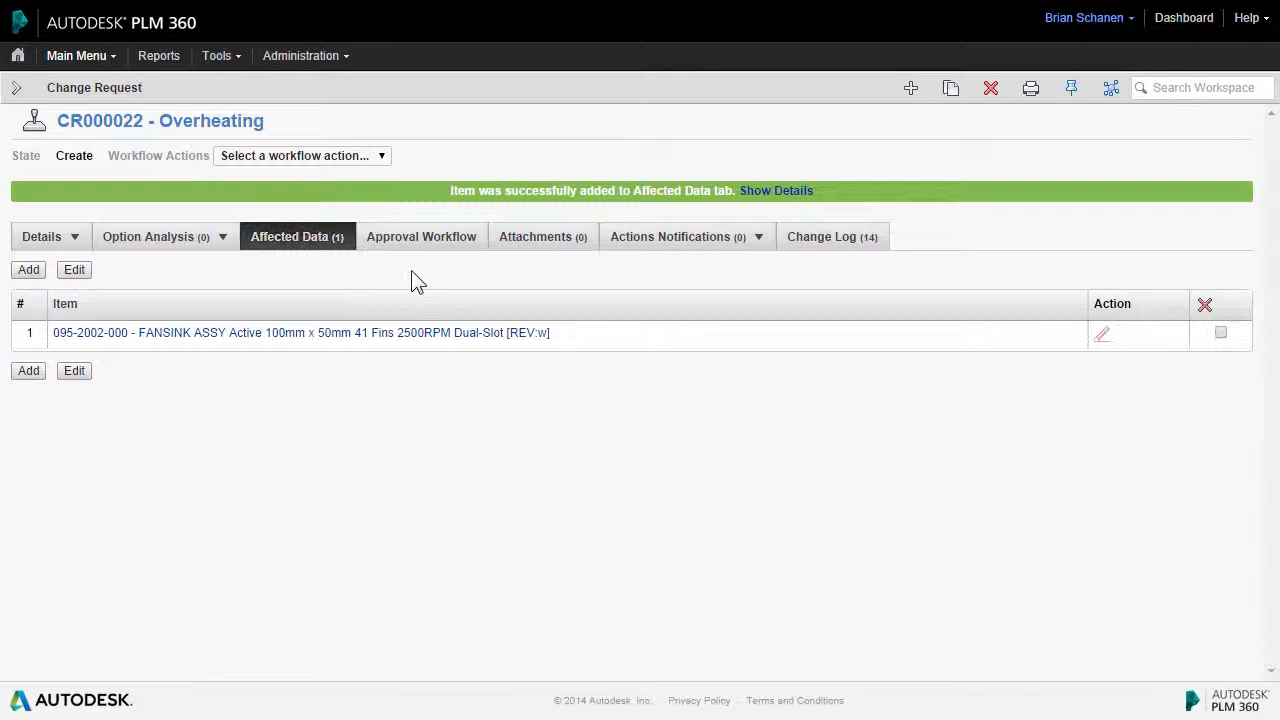 AUTODESK® PLM 360
Brian Schanen Dashboard Help
Main Menu Reports Tools Administration
Change Request
Search Workspace
CR000022 - Overheating
State Create Workflow Actions Select a workflow action...
Item was successfully added to Affected Data tab. Show Details
Details Option Analysis (0) Affected Data (1) Approval Workflow Attachments (0) Actions Notifications (0) Change Log (14)
Add Edit
# Item Action
1 095-2002-000 - FANSINK ASSY Active 100mm x 50mm 41 Fins 2500RPM Dual-Slot [REV:w]
Add Edit
AUTODESK.
© 2014 Autodesk, Inc. Privacy Policy Terms and Conditions
AUTODESK®
PLM 360